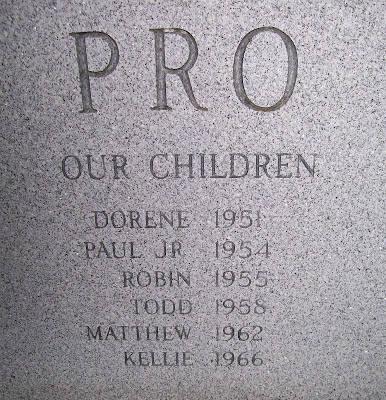 PRO
OUR CHILDREN
DORENE 1951
PAUL JR 1954
ROBIN 1955
TODD 1958
MATTHEW 1962
KELLIE 1966